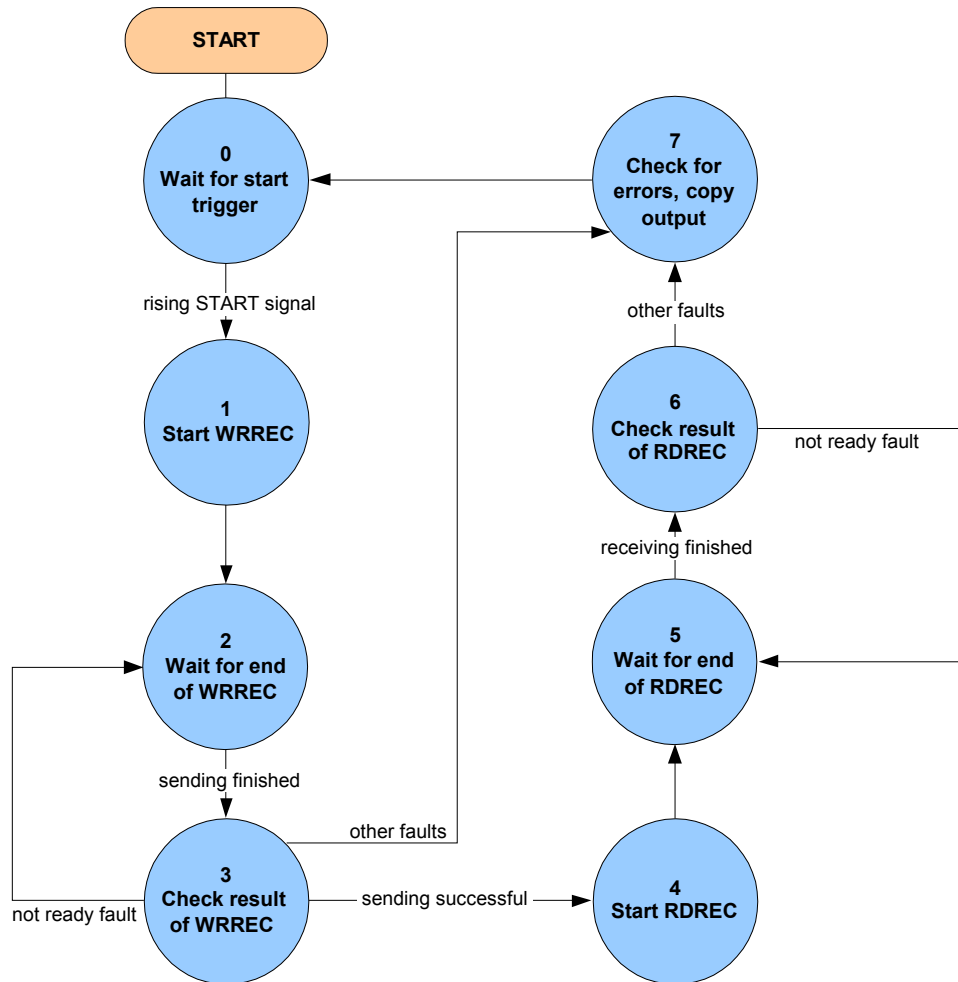 START
0
Wait for start
trigger
rising START signal
1
Start WRREC
2
Wait for end
of WRREC
sending finished
3
Check result
of WRREC
not ready fault
other faults
sending successful
4
Start RDREC
5
Wait for end
of RDREC
receiving finished
6
Check result
of RDREC
not ready fault
other faults
7
Check for
errors, copy
output